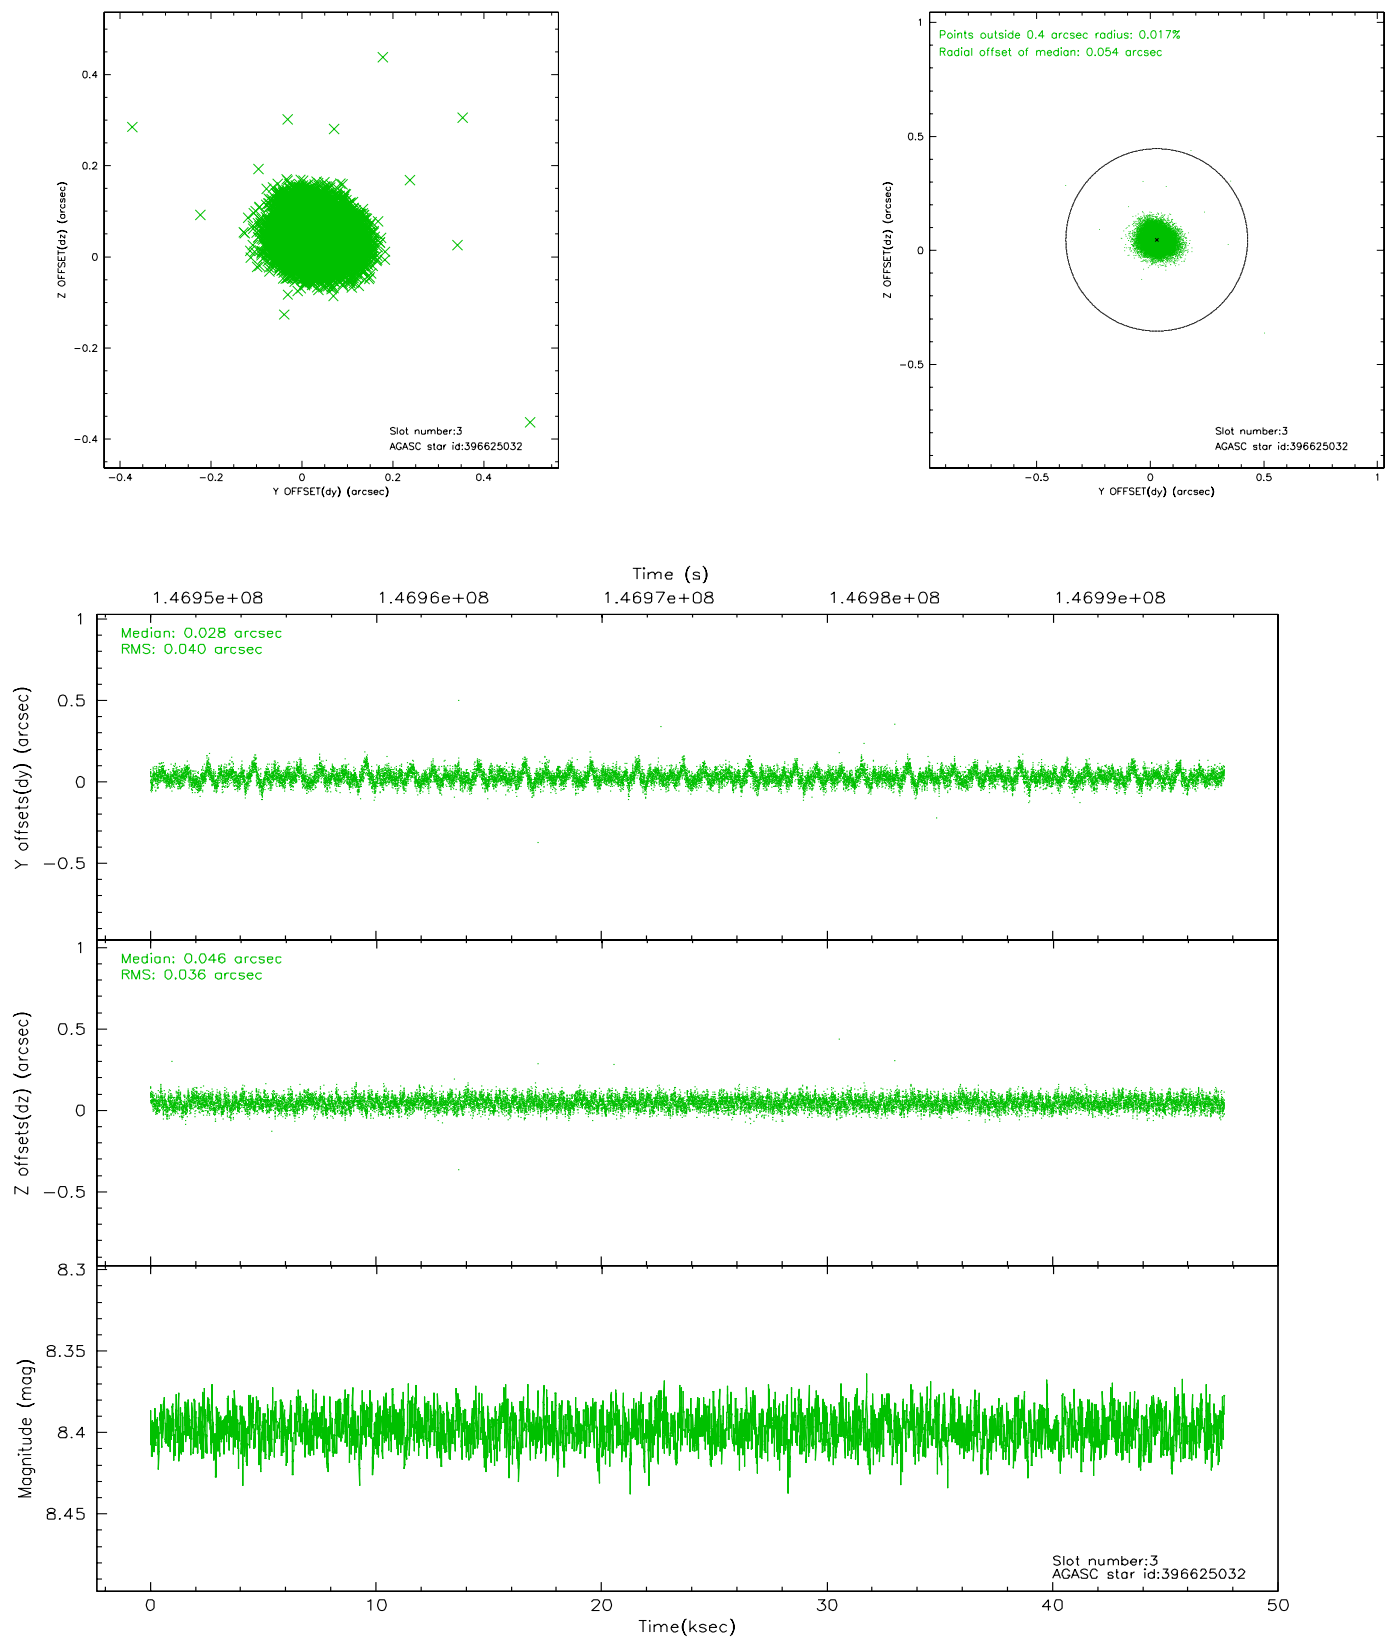 0.4
0.2
0
−0.2
−0.4
Z OFFSET(dz) (arcsec)
Slot number:3
AGASC star id:396625032
−0.4
−0.2
0
0.2
0.4
Y OFFSET(dy) (arcsec)
Points outside 0.4 arcsec radius: 0.017%
Radial offset of median: 0.054 arcsec
1
0.5
0
−0.5
Z OFFSET(dz) (arcsec)
Slot number:3
AGASC star id:396625032
−0.5
0
0.5
1
Y OFFSET(dy) (arcsec)
Time (s)
1.4695e+08
1.4696e+08
1.4697e+08
1.4698e+08
1.4699e+08
Median: 0.028 arcsec
RMS: 0.040 arcsec
1
0.5
0
−0.5
Y offsets(dy) (arcsec)
Median: 0.046 arcsec
RMS: 0.036 arcsec
1
0.5
0
−0.5
Z offsets(dz) (arcsec)
8.3
8.35
8.4
8.45
Magnitude (mag)
Slot number:3
AGASC star id:396625032
0
10
20
30
40
50
Time(ksec)